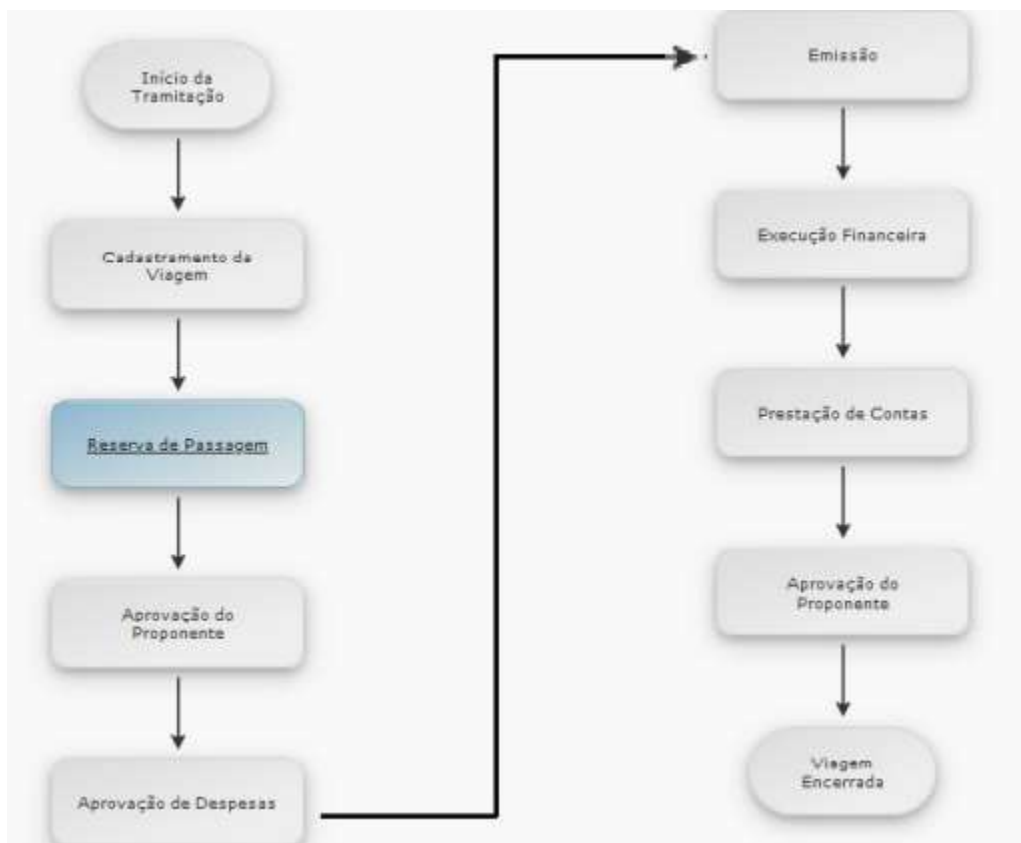 Início da
Tramitação
Cadastramento da
Viagem
Reserva de Passagem
Aprovação do
Proponente
Aprovação de Despesas
Emissão
Execução Financeira
Prestação de Contas
Aprovação do
Proponente
Viagem
Encerrada